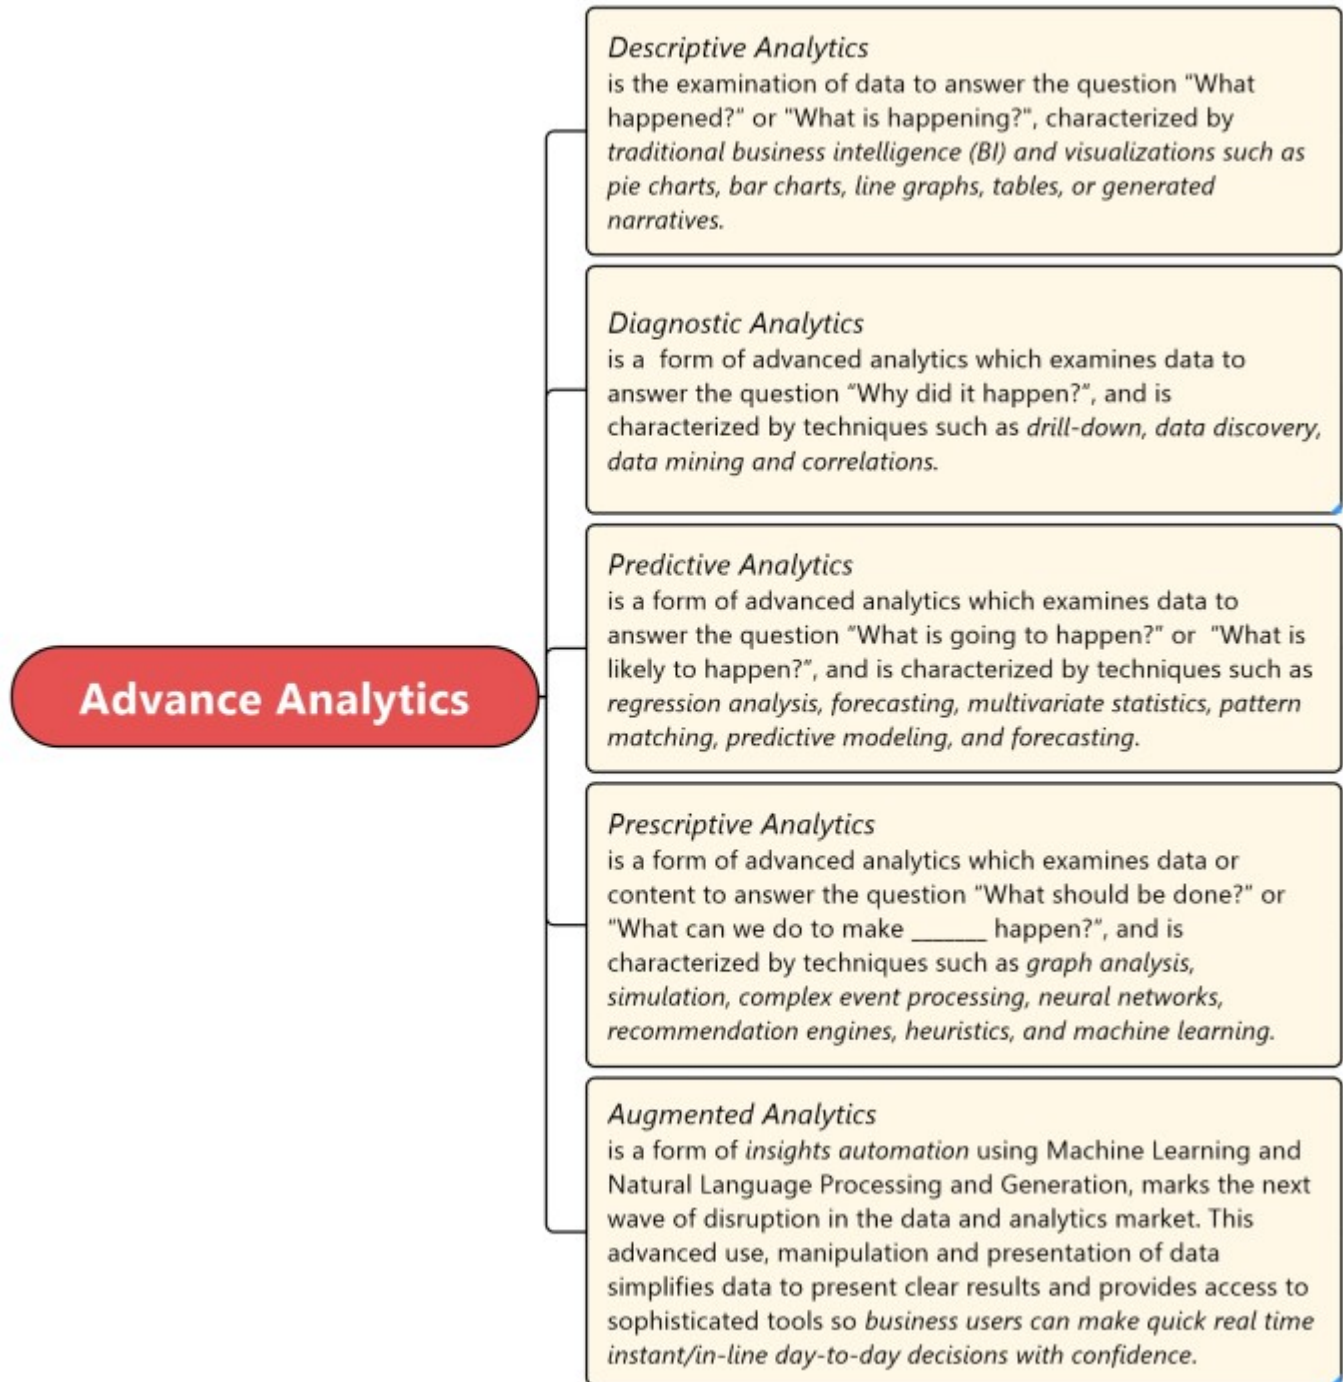 Advance Analytics
Descriptive Analytics
is the examination of data to answer the question “What
happened?” or "What is happening?", characterized by
traditional business intelligence (BI) and visualizations such as
pie charts, bar charts, line graphs, tables, or generated
narratives.
Diagnostic Analytics
is a  form of advanced analytics which examines data to
answer the question “Why did it happen?”, and is
characterized by techniques such as drill-down, data discovery,
data mining and correlations.
Predictive Analytics
is a form of advanced analytics which examines data to
answer the question “What is going to happen?” or  “What is
likely to happen?”, and is characterized by techniques such as
regression analysis, forecasting, multivariate statistics, pattern
matching, predictive modeling, and forecasting.
Prescriptive Analytics
is a form of advanced analytics which examines data or
content to answer the question “What should be done?” or
“What can we do to make _______ happen?”, and is
characterized by techniques such as graph analysis,
simulation, complex event processing, neural networks,
recommendation engines, heuristics, and machine learning.
Augmented Analytics
is a form of insights automation using Machine Learning and
Natural Language Processing and Generation, marks the next
wave of disruption in the data and analytics market. This
advanced use, manipulation and presentation of data
simplifies data to present clear results and provides access to
sophisticated tools so business users can make quick real time
instant/in-line day-to-day decisions with confidence.